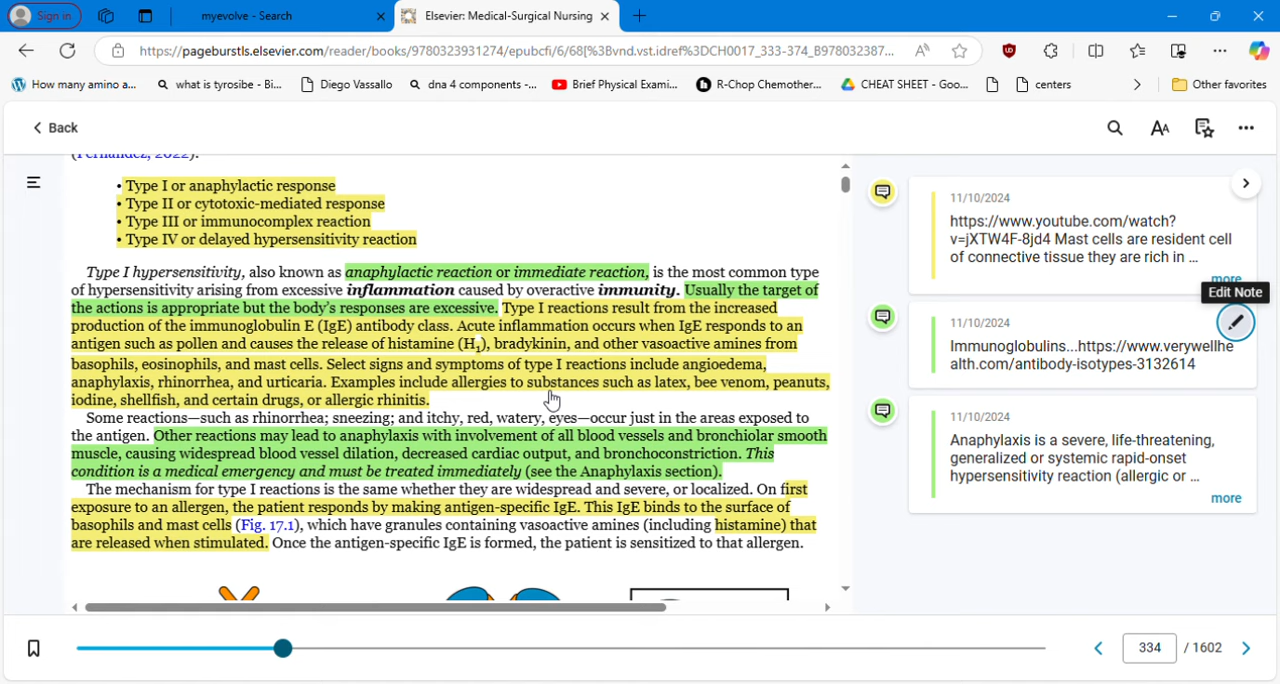 Sign in
myevolve - Search
Elsevier: Medical-Surgical Nursing
https://pageburstls.elsevier.com/reader/books/9780323931274/epubcfi/6/68[%3Bvnd.vst.idref%3DCH0017_333-374_B978032387...
How many amino a...
what is tyrosibe - Bi...
Diego Vassallo
dna 4 components -...
Brief Physical Exami...
R-Chop Chemother...
CHEAT SHEET - Goo...
centers
Other favorites
Back
(Fernandez, 2022).
• Type I or anaphylactic response
• Type II or cytotoxic-mediated response
• Type III or immunocomplex reaction
• Type IV or delayed hypersensitivity reaction
Type I hypersensitivity, also known as anaphylactic reaction or immediate reaction, is the most common type
of hypersensitivity arising from excessive inflammation caused by overactive immunity. Usually the target of
the actions is appropriate but the body's responses are excessive. Type I reactions result from the increased
production of the immunoglobulin E (IgE) antibody class. Acute inflammation occurs when IgE responds to an
antigen such as pollen and causes the release of histamine (H1), bradykinin, and other vasoactive amines from
basophils, eosinophils, and mast cells. Select signs and symptoms of type I reactions include angioedema,
anaphylaxis, rhinorrhea, and urticaria. Examples include allergies to substances such as latex, bee venom, peanuts,
iodine, shellfish, and certain drugs, or allergic rhinitis.
Some reactions—such as rhinorrhea; sneezing; and itchy, red, watery, eyes—occur just in the areas exposed to
the antigen. Other reactions may lead to anaphylaxis with involvement of all blood vessels and bronchiolar smooth
muscle, causing widespread blood vessel dilation, decreased cardiac output, and bronchoconstriction. This
condition is a medical emergency and must be treated immediately (see the Anaphylaxis section).
The mechanism for type I reactions is the same whether they are widespread and severe, or localized. On first
exposure to an allergen, the patient responds by making antigen-specific IgE. This IgE binds to the surface of
basophils and mast cells (Fig. 17.1), which have granules containing vasoactive amines (including histamine) that
are released when stimulated. Once the antigen-specific IgE is formed, the patient is sensitized to that allergen.
11/10/2024
https://www.youtube.com/watch?
v=jXTW4F-8jd4 Mast cells are resident cell
of connective tissue they are rich in ...
more
Edit Note
11/10/2024
Immunoglobulins...https://www.verywellhe
alth.com/antibody-isotypes-3132614
11/10/2024
Anaphylaxis is a severe, life-threatening,
generalized or systemic rapid-onset
hypersensitivity reaction (allergic or ...
more
334 / 1602